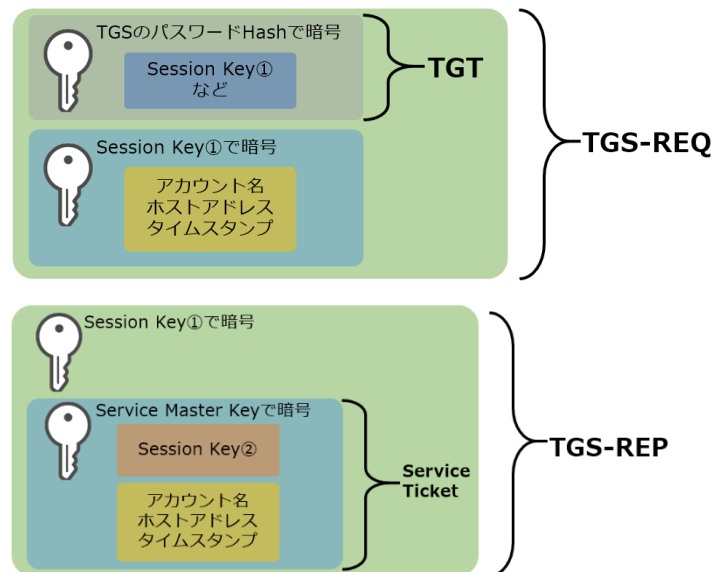 TGSのパスワードHashで暗号
Session Key①
など
TGT
Session Key①で暗号
アカウント名
ホストアドレス
タイムスタンプ
TGS-REQ
Session Key①で暗号
Service Master Keyで暗号
Session Key②
アカウント名
ホストアドレス
タイムスタンプ
Service
Ticket
TGS-REP